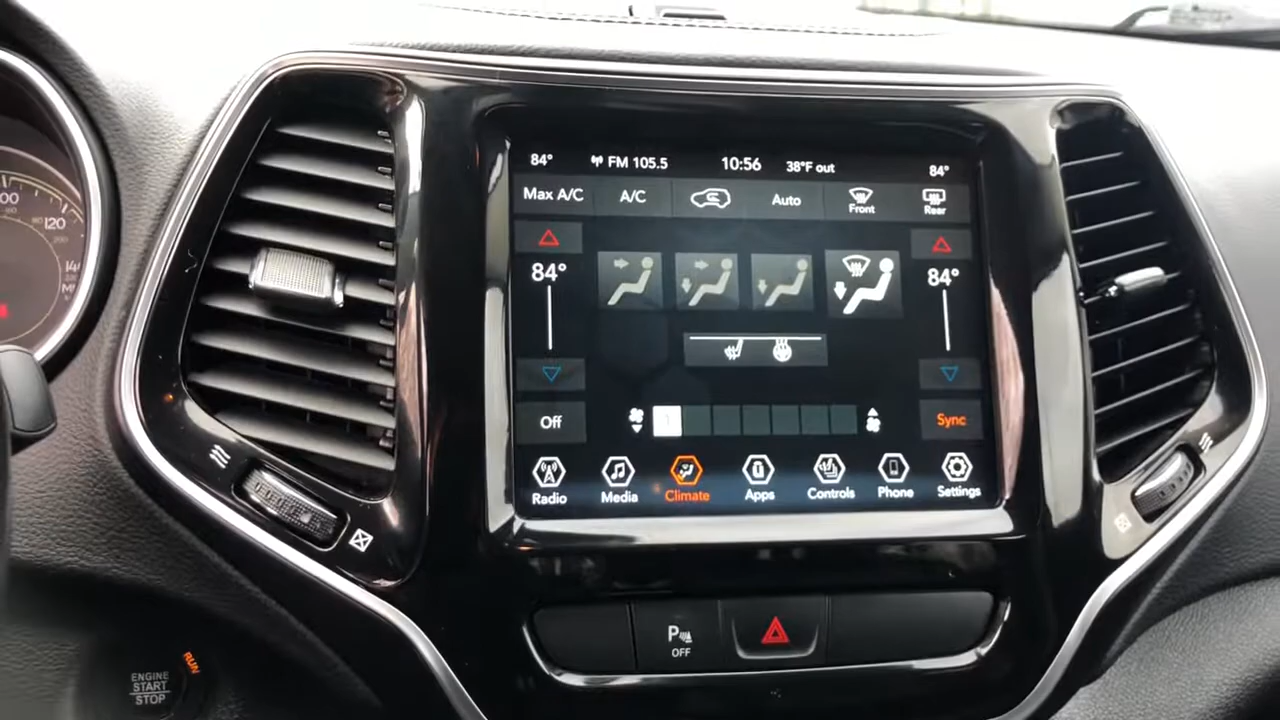 84° FM 105.5 10:56 38°F out 84°
Max A/C A/C Auto Front Rear
84° 84°
Off 1 Sync
Radio Media Climate Apps Controls Phone Settings
P
OFF
120
RUN
ENGINE
START
STOP